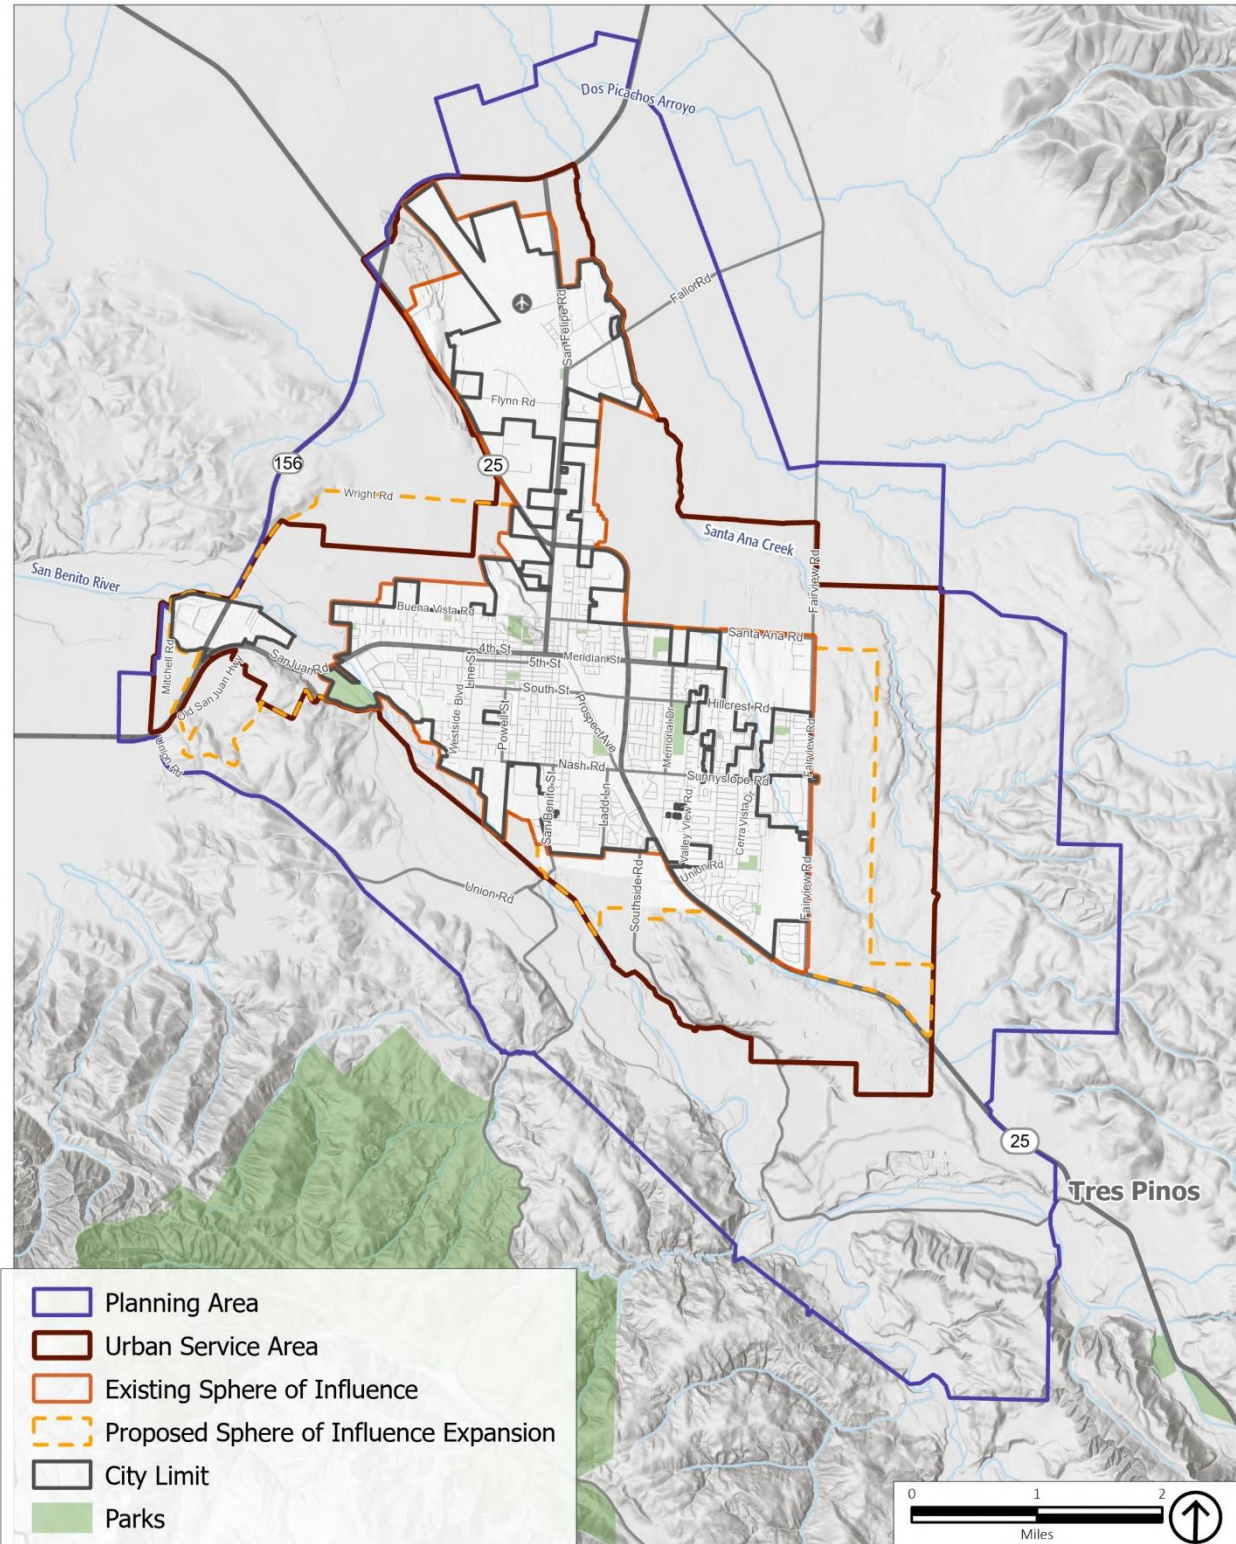 Dos Picachos Arroyo
San Felipe Rd
Fallon Rd
Flynn Rd
156
25
Wright Rd
Santa Ana Creek
San Benito River
Fairview Rd
Buena Vista Rd
Santa Ana Rd
4th St
Meridian St
5th St
Mitchell Rd
San Juan Rd
Old San Juan Hwy
Line St
South St
Westside Blvd
Powell St
Prospect Ave
Memorial Dr
Hillcrest Rd
Fairview Rd
Union Rd
Nash Rd
Sunnyslope Rd
San Benito St
Ladd Ln
Valley View Rd
Cerra Vista Dr
Union Rd
Union Rd
Southside Rd
Fairview Rd
25
Tres Pinos
Planning Area
Urban Service Area
Existing Sphere of Influence
Proposed Sphere of Influence Expansion
City Limit
Parks
0 1 2
Miles